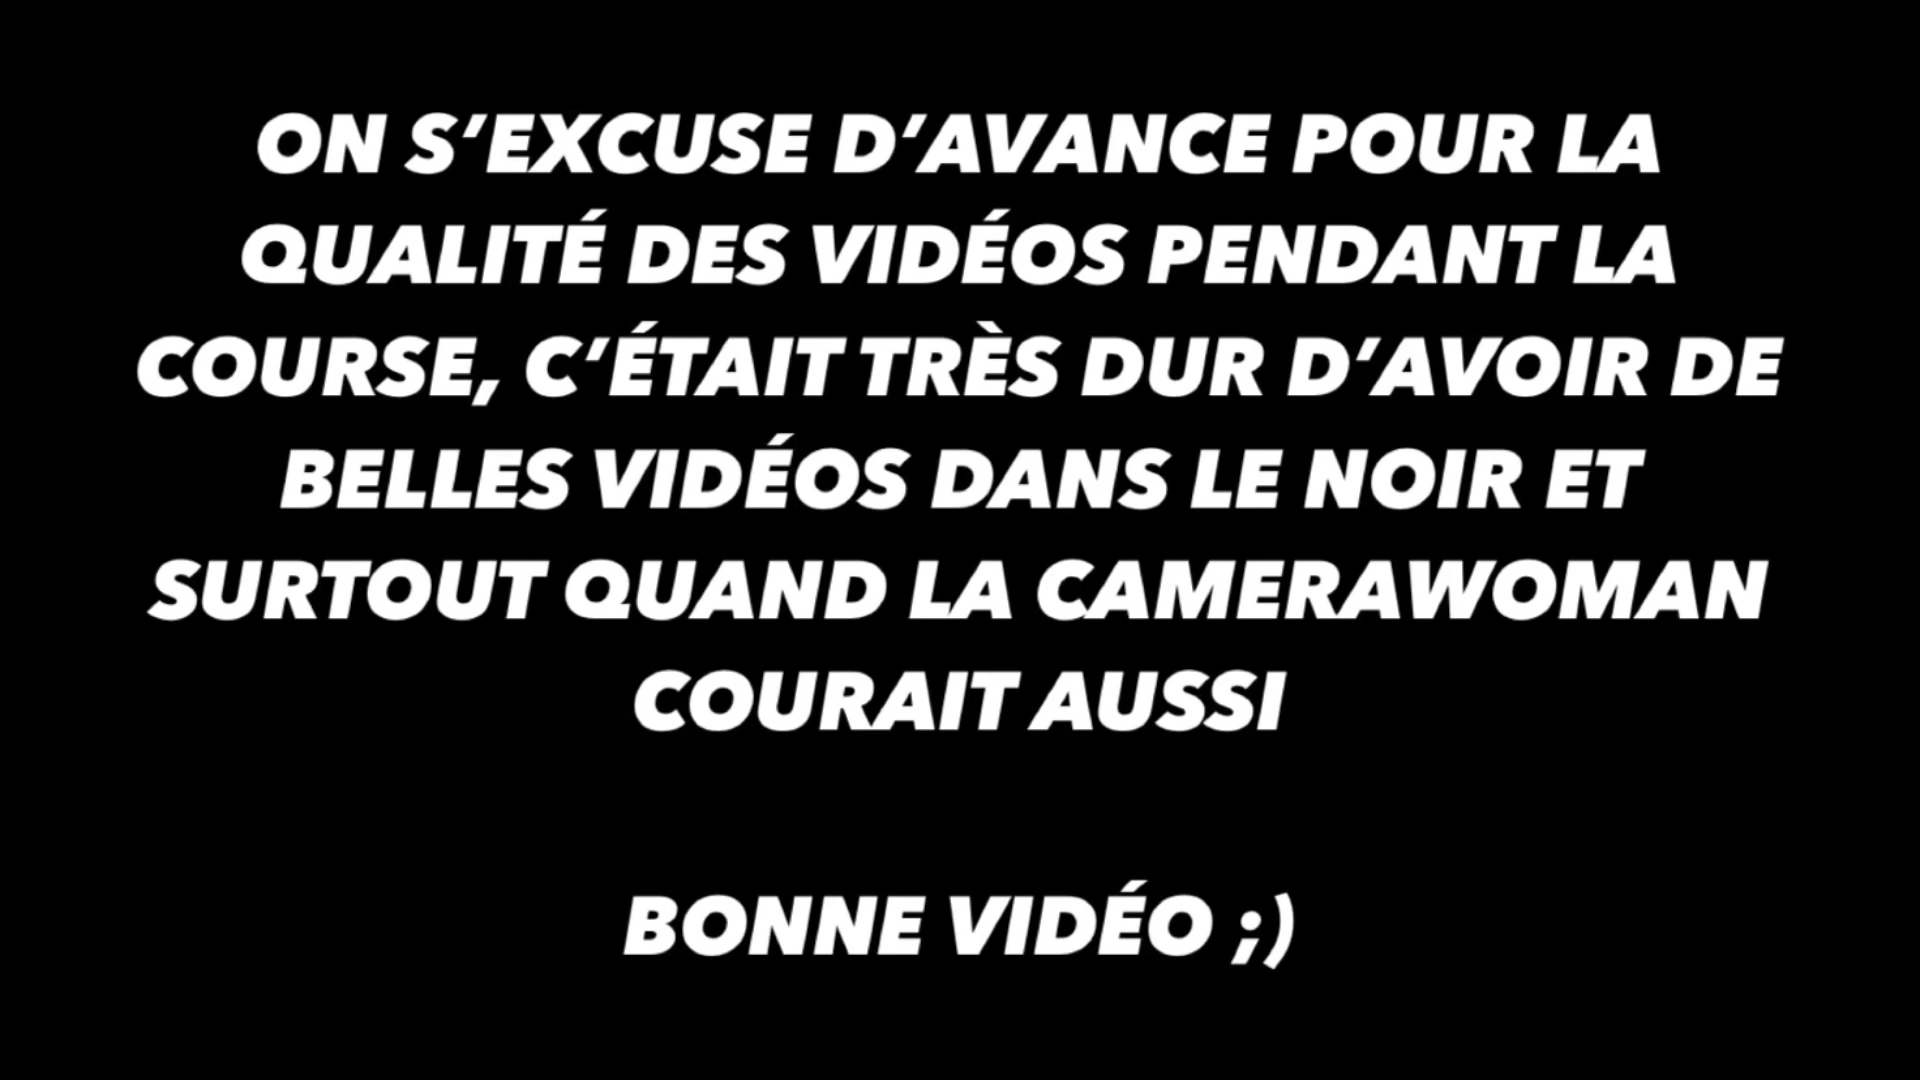 ON S’EXCUSE D’AVANCE POUR LA
QUALITÉ DES VIDÉOS PENDANT LA
COURSE, C’ÉTAIT TRÈS DUR D’AVOIR DE
BELLES VIDÉOS DANS LE NOIR ET
SURTOUT QUAND LA CAMERAWOMAN
COURAIT AUSSI
BONNE VIDÉO ;)